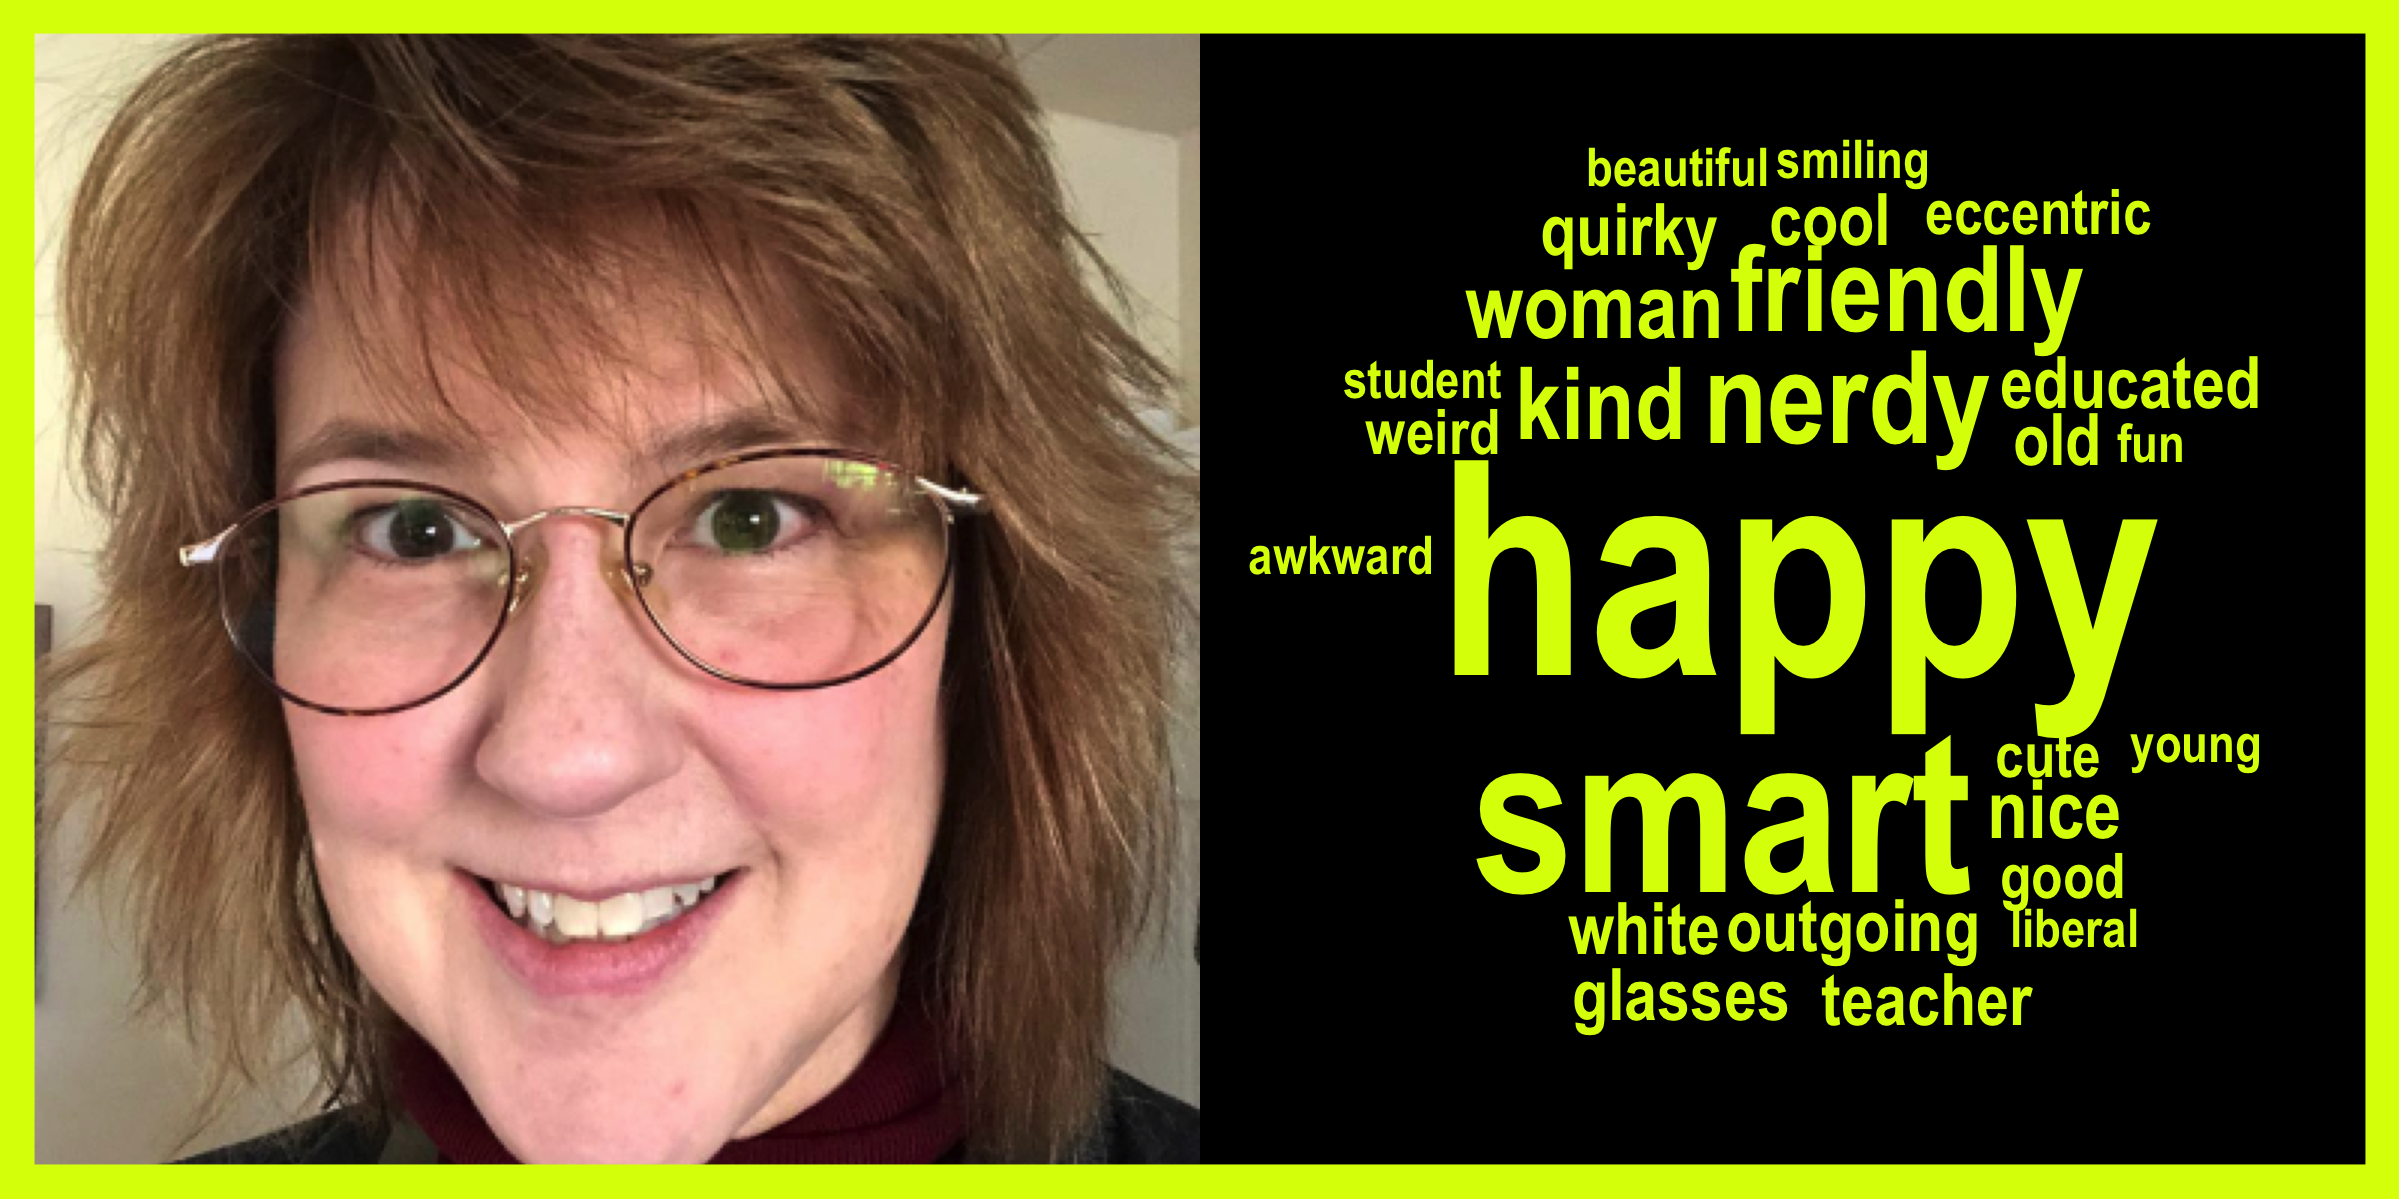 beautiful smiling
quirky cool eccentric
woman friendly
student kind nerdy educated
weird old fun
awkward happy
smart cute young
nice
good
white outgoing liberal
glasses teacher